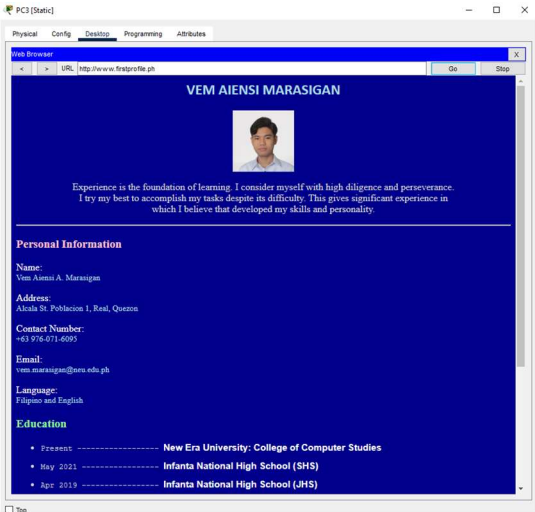 PC3 [Static]
Physical Config Desktop Programming Attributes
Web Browser X
< > URL http://www.firstprofile.ph Go Stop
VEM AIENSI MARASIGAN
Experience is the foundation of learning. I consider myself with high diligence and perseverance.
I try my best to accomplish my tasks despite its difficulty. This gives significant experience in
which I believe that developed my skills and personality.
Personal Information
Name:
Vem Aiensi A. Marasigan
Address:
Alcala St. Poblacion 1, Real, Quezon
Contact Number:
+63 976-071-6095
Email:
vem.marasigan@neu.edu.ph
Language:
Filipino and English
Education
• Present ------------------ New Era University: College of Computer Studies
• May 2021 ----------------- Infanta National High School (SHS)
• Apr 2019 ----------------- Infanta National High School (JHS)
Top